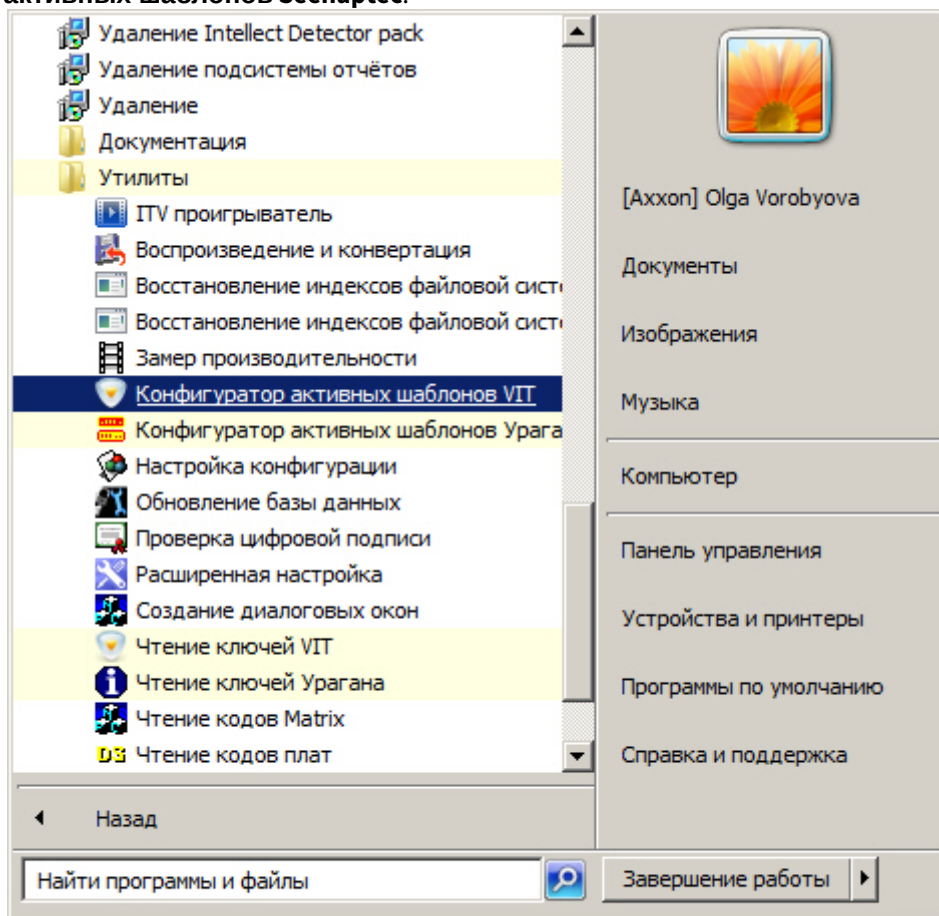 активных шаблонов
Удаление Intellect Detector pack
Удаление подсистемы отчётов
Удаление
Документация
Утилиты
ITV проигрыватель
Воспроизведение и конвертация
Восстановление индексов файловой сист
Восстановление индексов файловой сист
Замер производительности
Конфигуратор активных шаблонов VIT
Конфигуратор активных шаблонов Урага
Настройка конфигурации
Обновление базы данных
Проверка цифровой подписи
Расширенная настройка
Создание диалоговых окон
Чтение ключей VIT
Чтение ключей Урагана
Чтение кодов Matrix
Чтение кодов плат
Назад
Найти программы и файлы
[Axxon] Olga Vorobyova
Документы
Изображения
Музыка
Компьютер
Панель управления
Устройства и принтеры
Программы по умолчанию
Справка и поддержка
Завершение работы